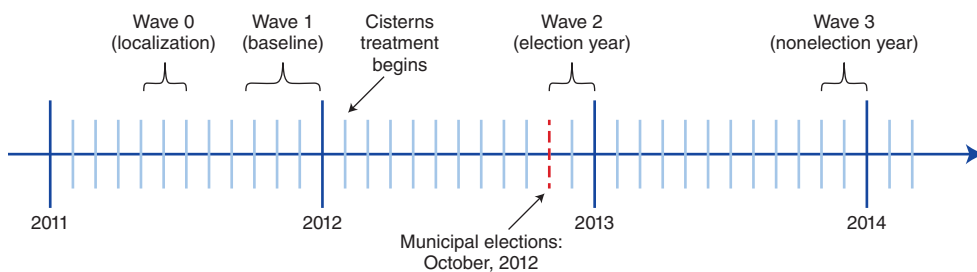 Wave 0
(localization)
Wave 1
(baseline)
Cisterns
treatment
begins
Wave 2
(election year)
Wave 3
(nonelection year)
2011
2012
2013
2014
Municipal elections:
October, 2012